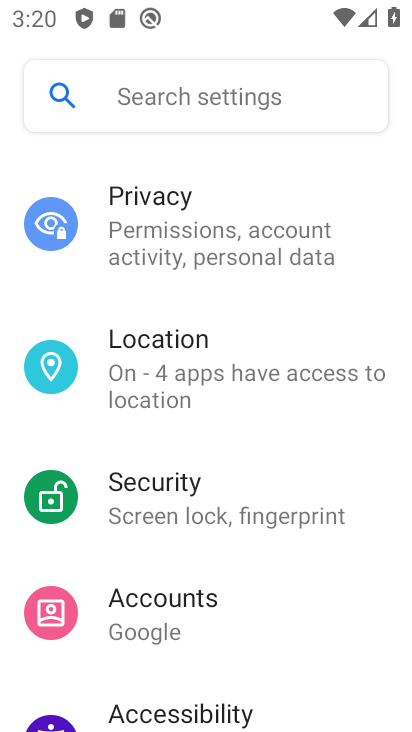 3:20
Search settings
Privacy
Permissions, account
activity, personal data
Location
On - 4 apps have access to
location
Security
Screen lock, fingerprint
Accounts
Google
Accessibility